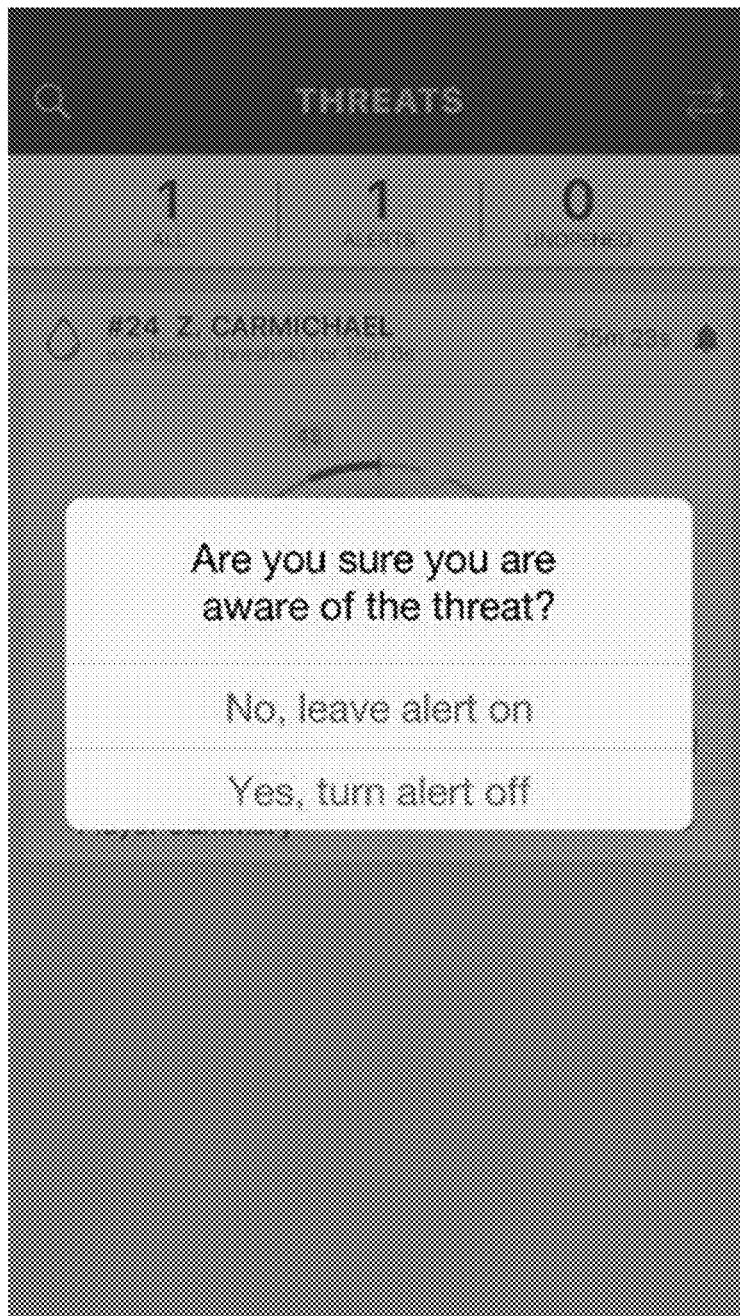 THREATS
1 1 0
ALERTS
#24 Z. CARMICHAEL
Are you sure you are
aware of the threat?
No, leave alert on
Yes, turn alert off